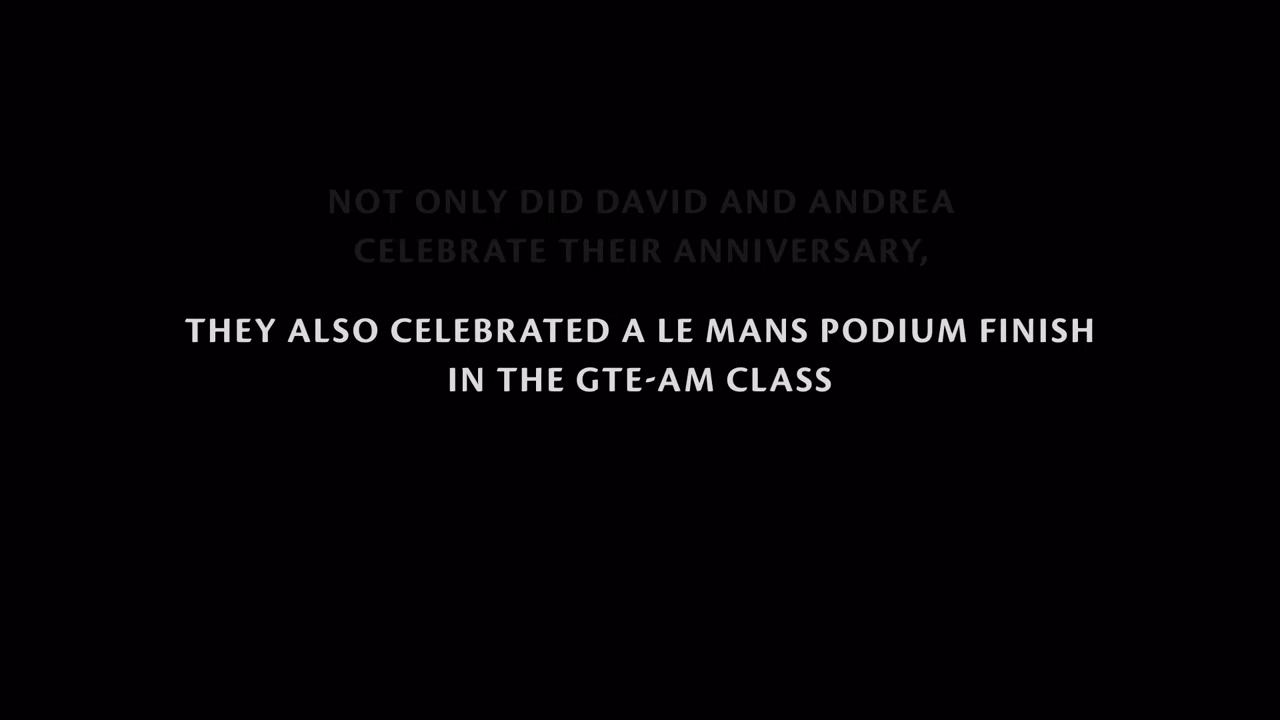 NOT ONLY DID DAVID AND ANDREA
CELEBRATE THEIR ANNIVERSARY,
THEY ALSO CELEBRATED A LE MANS PODIUM FINISH
IN THE GTE-AM CLASS